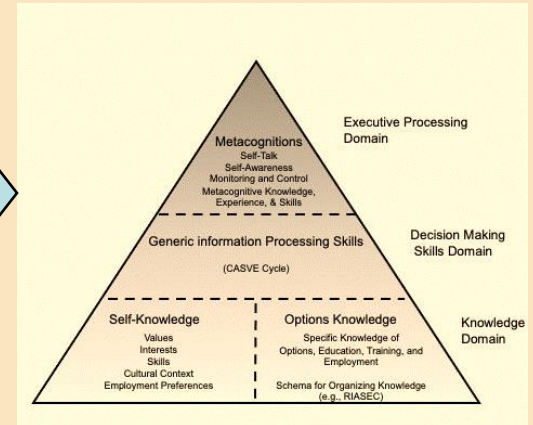 Metacognitions
Self-Talk
Self-Awareness
Monitoring and Control
Metacognitive Knowledge,
Experience, & Skills
Executive Processing
Domain
Generic information Processing Skills
(CASVE Cycle)
Decision Making
Skills Domain
Self-Knowledge
Values
Interests
Skills
Cultural Context
Employment Preferences
Options Knowledge
Specific Knowledge of
Options, Education, Training, and
Employment
Schema for Organizing Knowledge
(e.g., RIASEC)
Knowledge
Domain